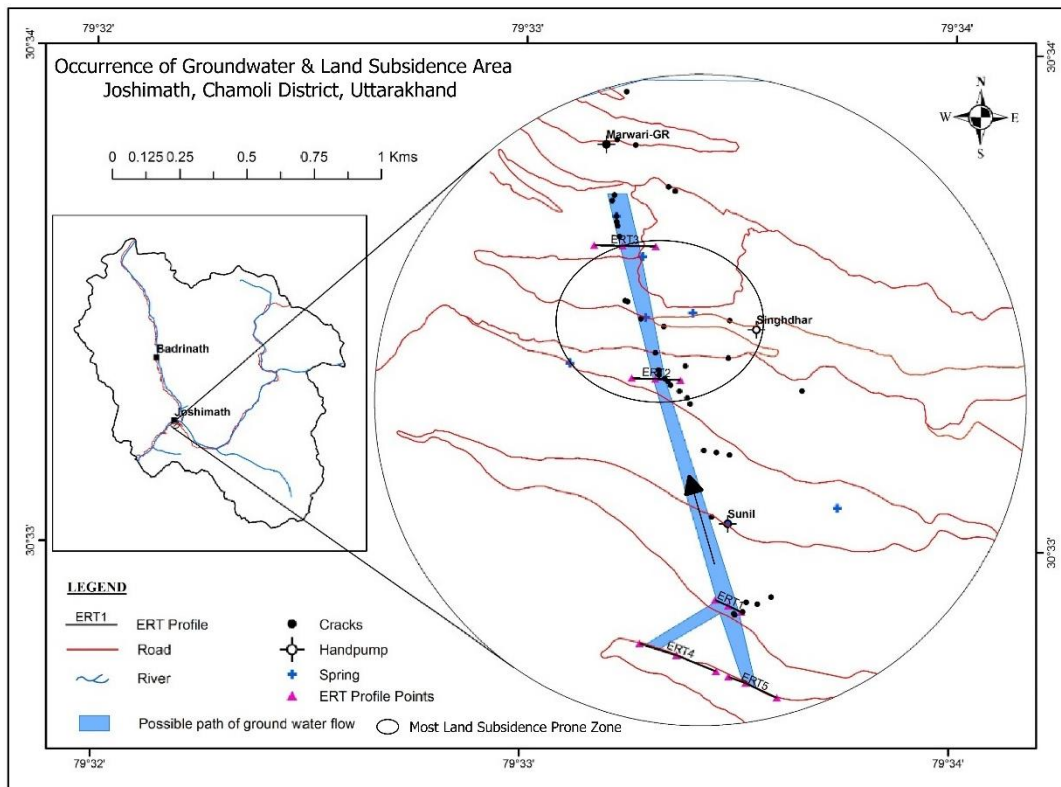 79°32' 79°33' 79°34'
30°34' 30°34'
Occurrence of Groundwater & Land Subsidence Area
Joshimath, Chamoli District, Uttarakhand
N
W E
S
0 0.125 0.25 0.5 0.75 1 Kms
Marwari-GR
ERT3
Singhdhar
ERT2
Badrinath
Joshimath
Sunil
30°33' 30°33'
ERT1
ERT4
ERT5
LEGEND
ERT1 ERT Profile
Road
River
Possible path of ground water flow
Cracks
Handpump
Spring
ERT Profile Points
Most Land Subsidence Prone Zone
79°32' 79°33' 79°34'